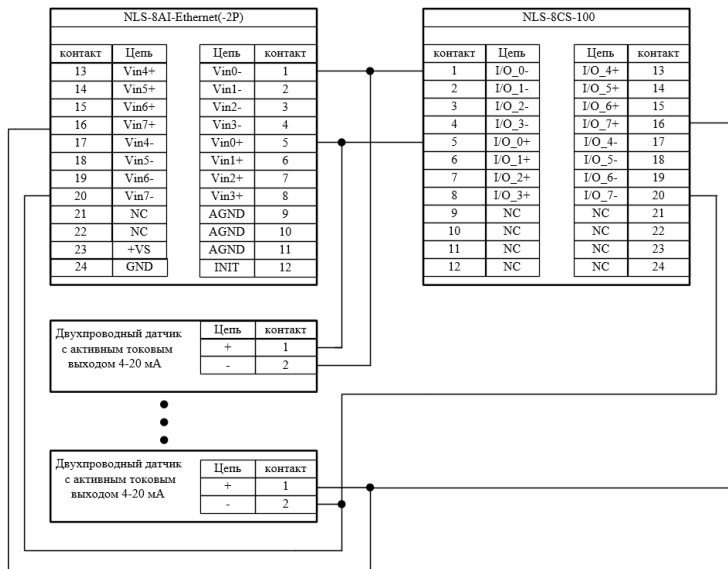 NLS-8AI-Ethernet(-2P)
контакт Цепь Цепь контакт
13 Vin4+ Vin0- 1
14 Vin5+ Vin1- 2
15 Vin6+ Vin2- 3
16 Vin7+ Vin3- 4
17 Vin4- Vin0+ 5
18 Vin5- Vin1+ 6
19 Vin6- Vin2+ 7
20 Vin7- Vin3+ 8
21 NC AGND 9
22 NC AGND 10
23 +VS AGND 11
24 GND INIT 12
NLS-8CS-100
контакт Цепь Цепь контакт
1 I/O_0- I/O_4+ 13
2 I/O_1- I/O_5+ 14
3 I/O_2- I/O_6+ 15
4 I/O_3- I/O_7+ 16
5 I/O_0+ I/O_4- 17
6 I/O_1+ I/O_5- 18
7 I/O_2+ I/O_6- 19
8 I/O_3+ I/O_7- 20
9 NC NC 21
10 NC NC 22
11 NC NC 23
12 NC NC 24
Двухпроводный датчик
с активным токовым
выходом 4-20 мА
Цепь контакт
+ 1
- 2
Двухпроводный датчик
с активным токовым
выходом 4-20 мА
Цепь контакт
+ 1
- 2